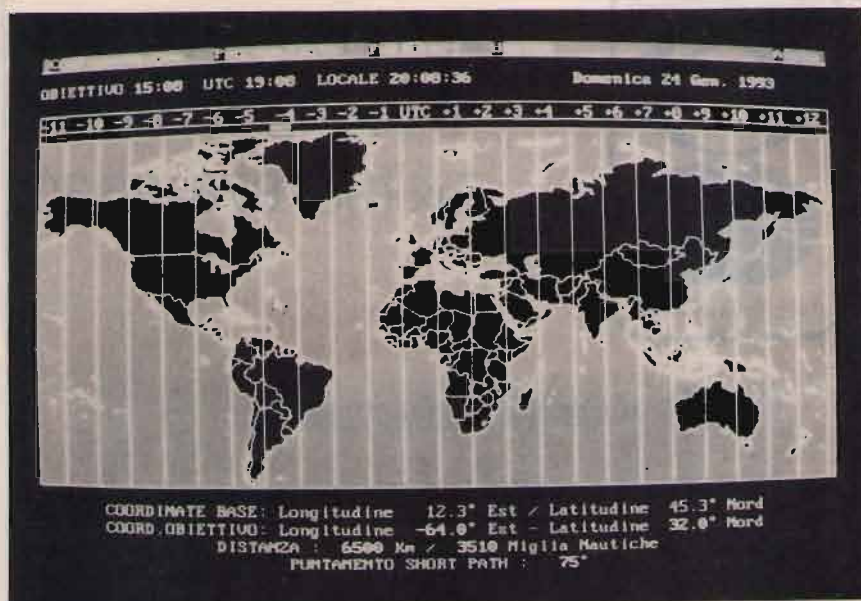 OBIETTIVO 15:00 UTC 19:00 LOCALE 20:08:36 Domenica 24 Gen. 1993
-11 -10 -9 -8 -7 -6 -5 -4 -3 -2 -1 UTC +1 +2 +3 +4 +5 +6 +7 +8 +9 +10 +11 +12
COORDINATE BASE: Longitudine 12.3° Est / Latitudine 45.3° Nord
COORD.OBIETTIVO: Longitudine -64.0° Est - Latitudine 32.0° Nord
DISTANZA : 6500 Km / 3510 Miglia Nautiche
PUNTAMENTO SHORT PATH : 75°